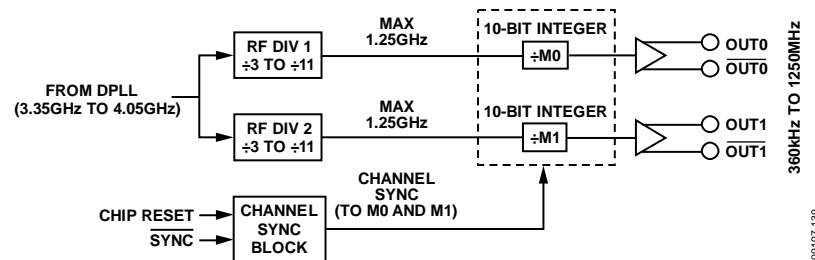 FROM DPLL
(3.35GHz TO 4.05GHz)
RF DIV 1
÷3 TO ÷11
MAX
1.25GHz
10-BIT INTEGER
÷M0
OUT0
OUT0
RF DIV 2
÷3 TO ÷11
MAX
1.25GHz
10-BIT INTEGER
÷M1
OUT1
OUT1
360kHz TO 1250MHz
CHIP RESET
SYNC
CHANNEL
SYNC
BLOCK
CHANNEL
SYNC
(TO M0 AND M1)